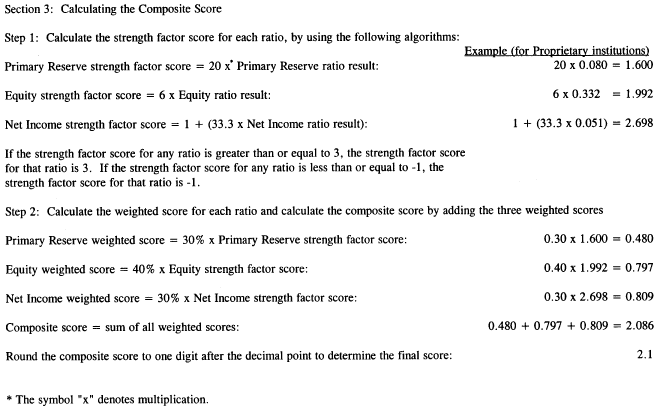 Section 3: Calculating the Composite Score
Step 1: Calculate the strength factor score for each ratio, by using the following algorithms:
Example (for Proprietary institutions)
Primary Reserve strength factor score = 20 x* Primary Reserve ratio result: 20 x 0.080 = 1.600
Equity strength factor score = 6 x Equity ratio result: 6 x 0.332 = 1.992
Net Income strength factor score = 1 + (33.3 x Net Income ratio result): 1 + (33.3 x 0.051) = 2.698
If the strength factor score for any ratio is greater than or equal to 3, the strength factor score
for that ratio is 3. If the strength factor score for any ratio is less than or equal to -1, the
strength factor score for that ratio is -1.
Step 2: Calculate the weighted score for each ratio and calculate the composite score by adding the three weighted scores
Primary Reserve weighted score = 30% x Primary Reserve strength factor score: 0.30 x 1.600 = 0.480
Equity weighted score = 40% x Equity strength factor score: 0.40 x 1.992 = 0.797
Net Income weighted score = 30% x Net Income strength factor score: 0.30 x 2.698 = 0.809
Composite score = sum of all weighted scores: 0.480 + 0.797 + 0.809 = 2.086
Round the composite score to one digit after the decimal point to determine the final score: 2.1
* The symbol "x" denotes multiplication.